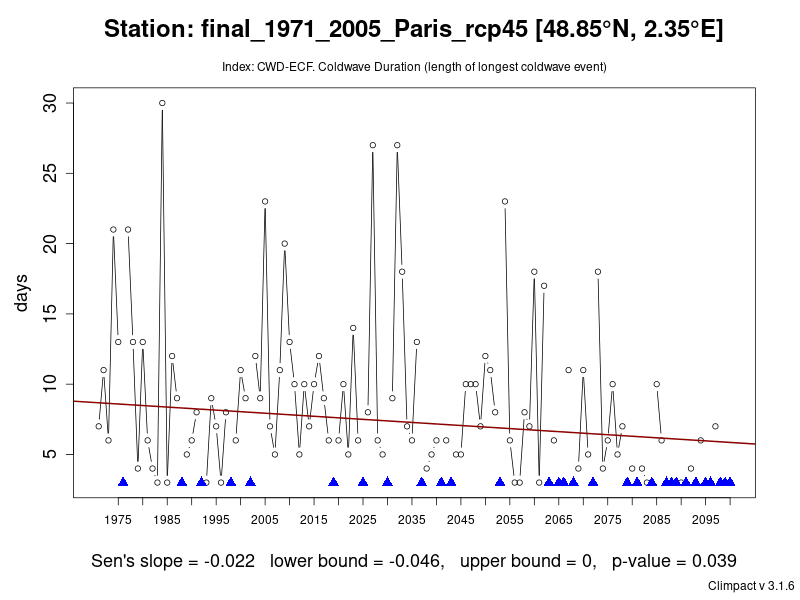 Station: final_1971_2005_Paris_rcp45 [48.85°N, 2.35°E]
Index: CWD-ECF. Coldwave Duration (length of longest coldwave event)
30
25
20
15
10
5
days
1975 1985 1995 2005 2015 2025 2035 2045 2055 2065 2075 2085 2095
Sen's slope = -0.022 lower bound = -0.046, upper bound = 0, p-value = 0.039
Climpact v 3.1.6